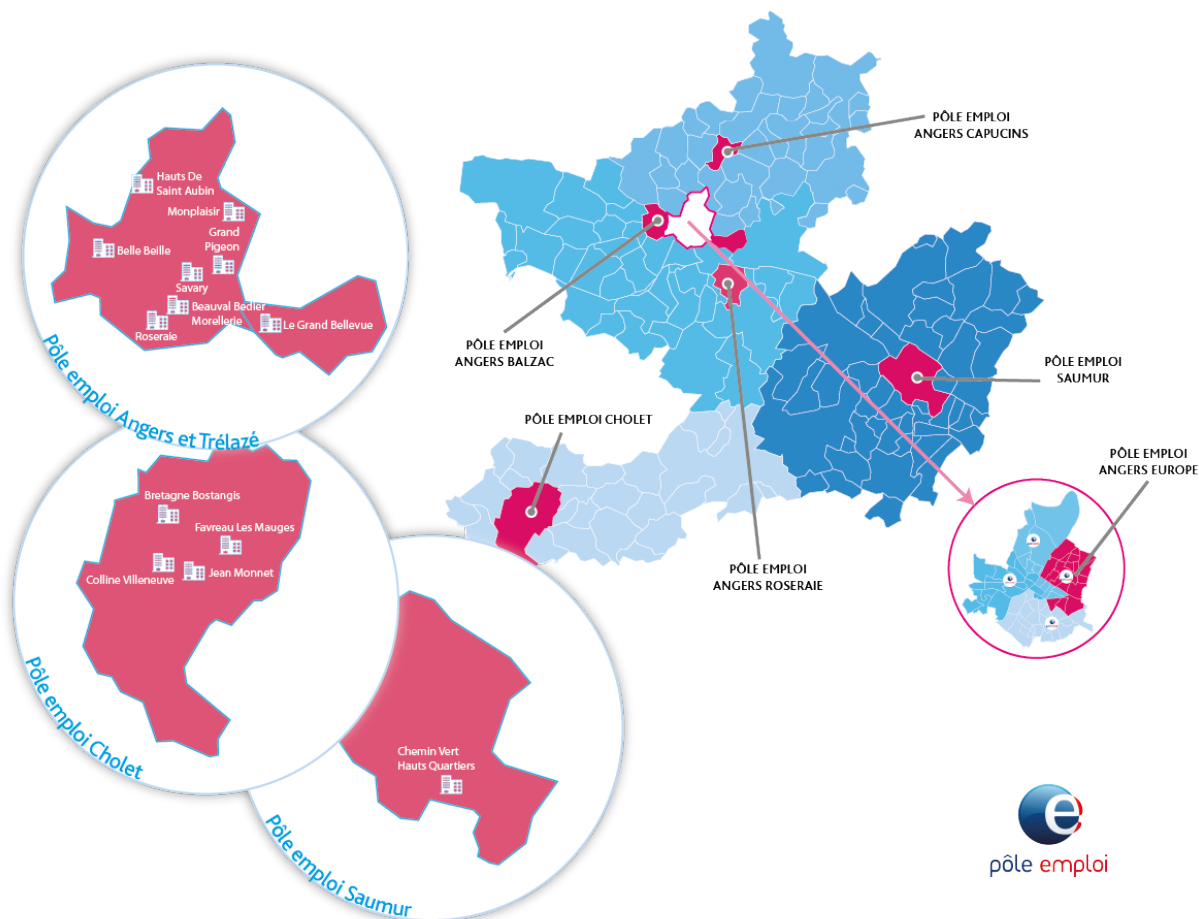 Hauts De
Saint Aubin
Monplaisir
Grand
Pigeon
Belle Beille
Savary
Beauval Bedier
Morellerie
Roseraie
Le Grand Bellevue
Pôle emploi Angers et Trélazé
Bretagne Bostangis
Favreau Les Mauges
Colline Villeneuve
Jean Monnet
Pôle emploi Cholet
Chemin Vert
Hauts Quartiers
Pôle emploi Saumur
PÔLE EMPLOI
ANGERS CAPUCINS
PÔLE EMPLOI
ANGERS BALZAC
PÔLE EMPLOI
SAUMUR
PÔLE EMPLOI CHOLET
PÔLE EMPLOI
ANGERS EUROPE
PÔLE EMPLOI
ANGERS ROSERAIE
pôle emploi